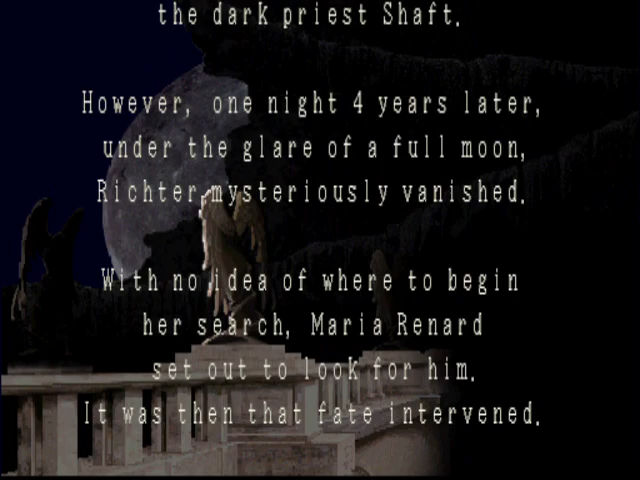 the dark priest Shaft.
However, one night 4 years later,
under the glare of a full moon,
Richter mysteriously vanished.
With no idea of where to begin
her search, Maria Renard
set out to look for him.
It was then that fate intervened.